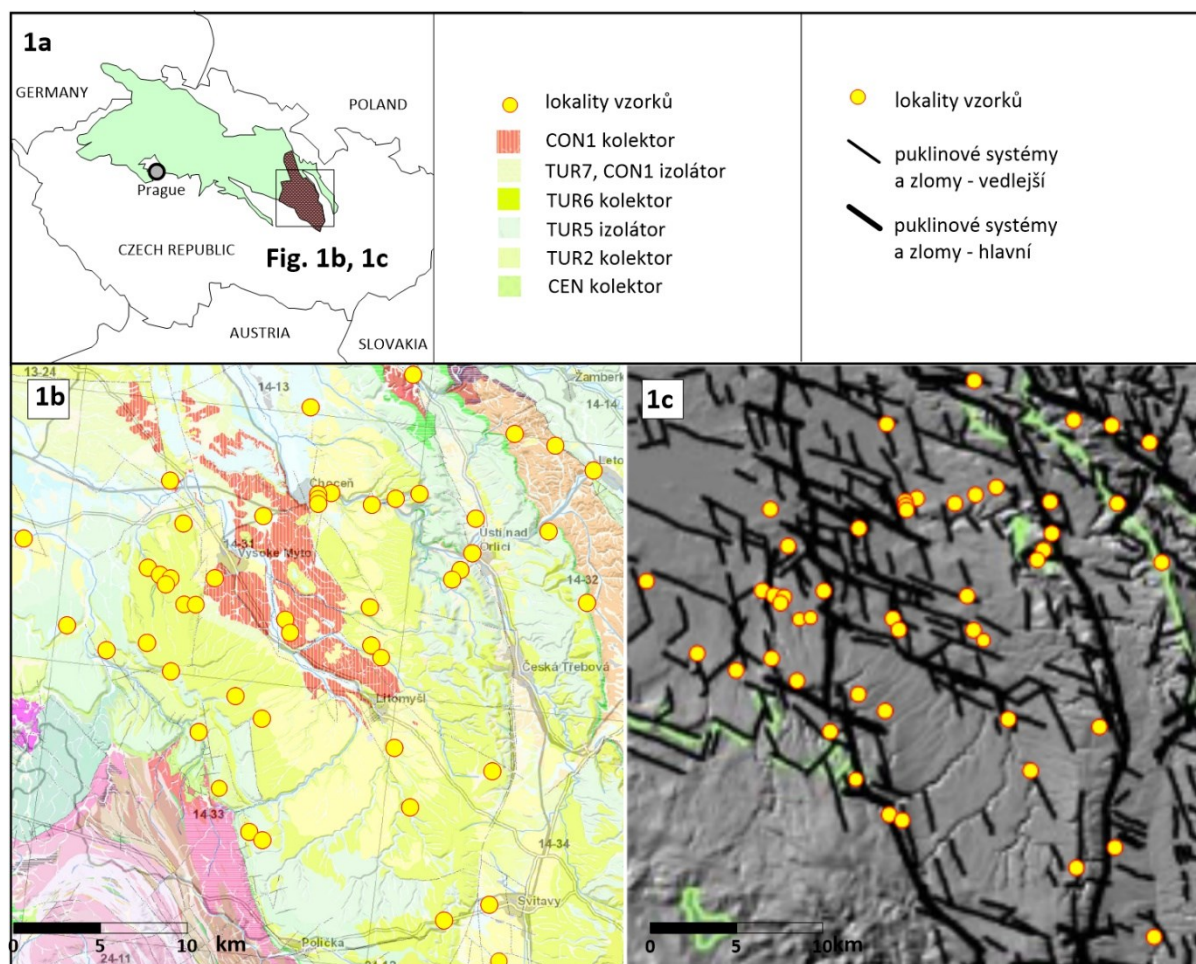 1a
GERMANY
POLAND
Prague
CZECH REPUBLIC
Fig. 1b, 1c
AUSTRIA
SLOVAKIA
lokality vzorků
CON1 kolektor
TUR7, CON1 izolátor
TUR6 kolektor
TUR5 izolátor
TUR2 kolektor
CEN kolektor
lokality vzorků
puklinové systémy
a zlomy - vedlejší
puklinové systémy
a zlomy - hlavní
1b
13-24
14-13
Žamberk
14-14
Leto
Choceň
14-31
Vysoké Mýto
Ústí nad
Orlicí
14-32
Česká Třebová
Litomyšl
14-33
14-34
Svitavy
Polička
24-11
0 5 10 km
1c
0 5 10km